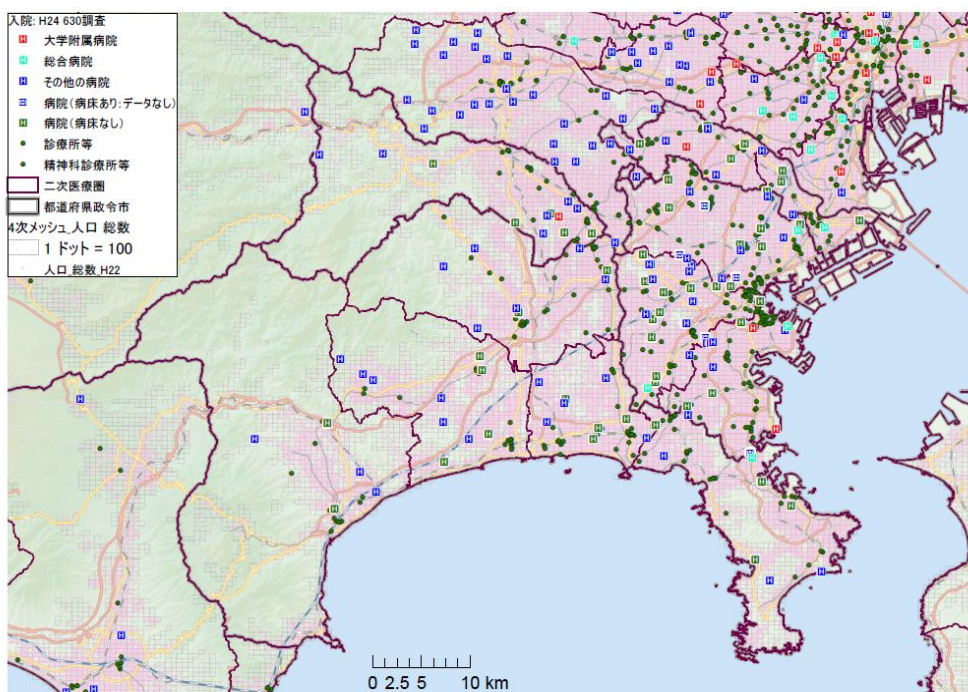 入院: H24 630調査
H 大学附属病院
H 総合病院
H その他の病院
病院(病床あり:データなし)
H 病院(病床なし)
診療所等
精神科診療所等
二次医療圏
都道府県政令市
4次メッシュ_人口 総数
1 ドット = 100
人口_総数_H22
0 2.5 5 10 km